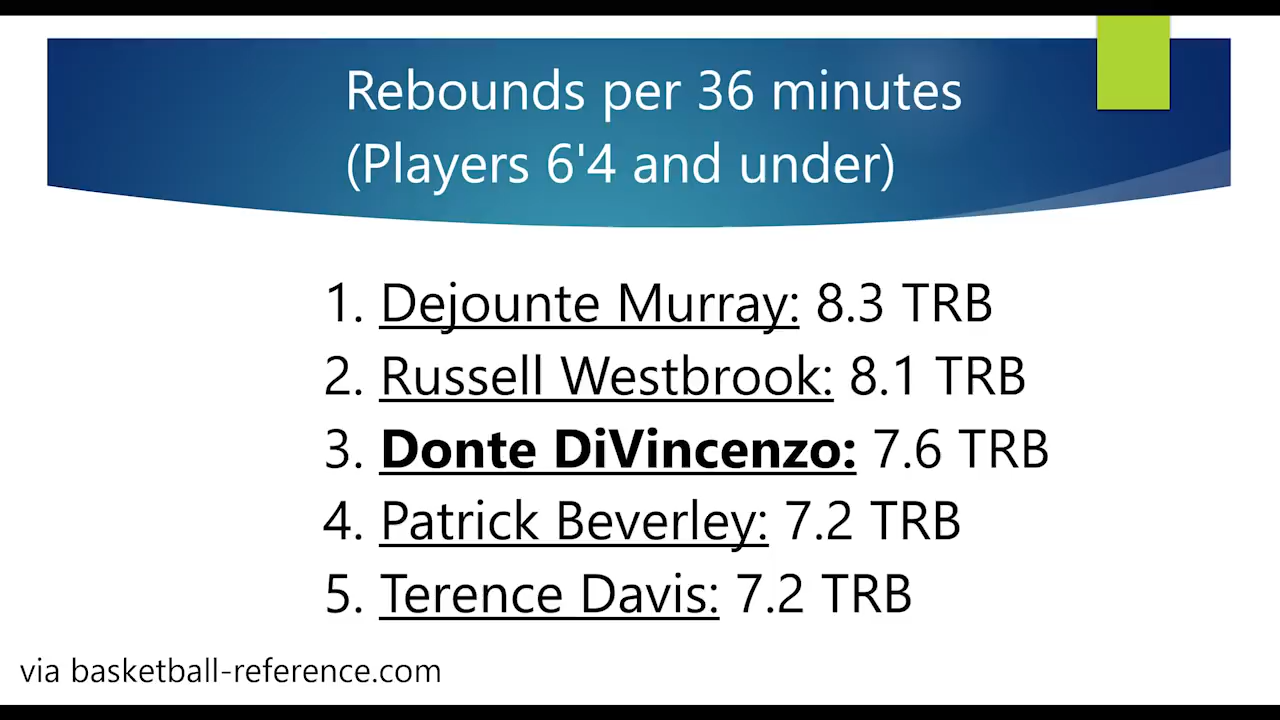 Rebounds per 36 minutes
(Players 6'4 and under)
1. Dejounte Murray: 8.3 TRB
2. Russell Westbrook: 8.1 TRB
3. Donte DiVincenzo: 7.6 TRB
4. Patrick Beverley: 7.2 TRB
5. Terence Davis: 7.2 TRB
via basketball-reference.com